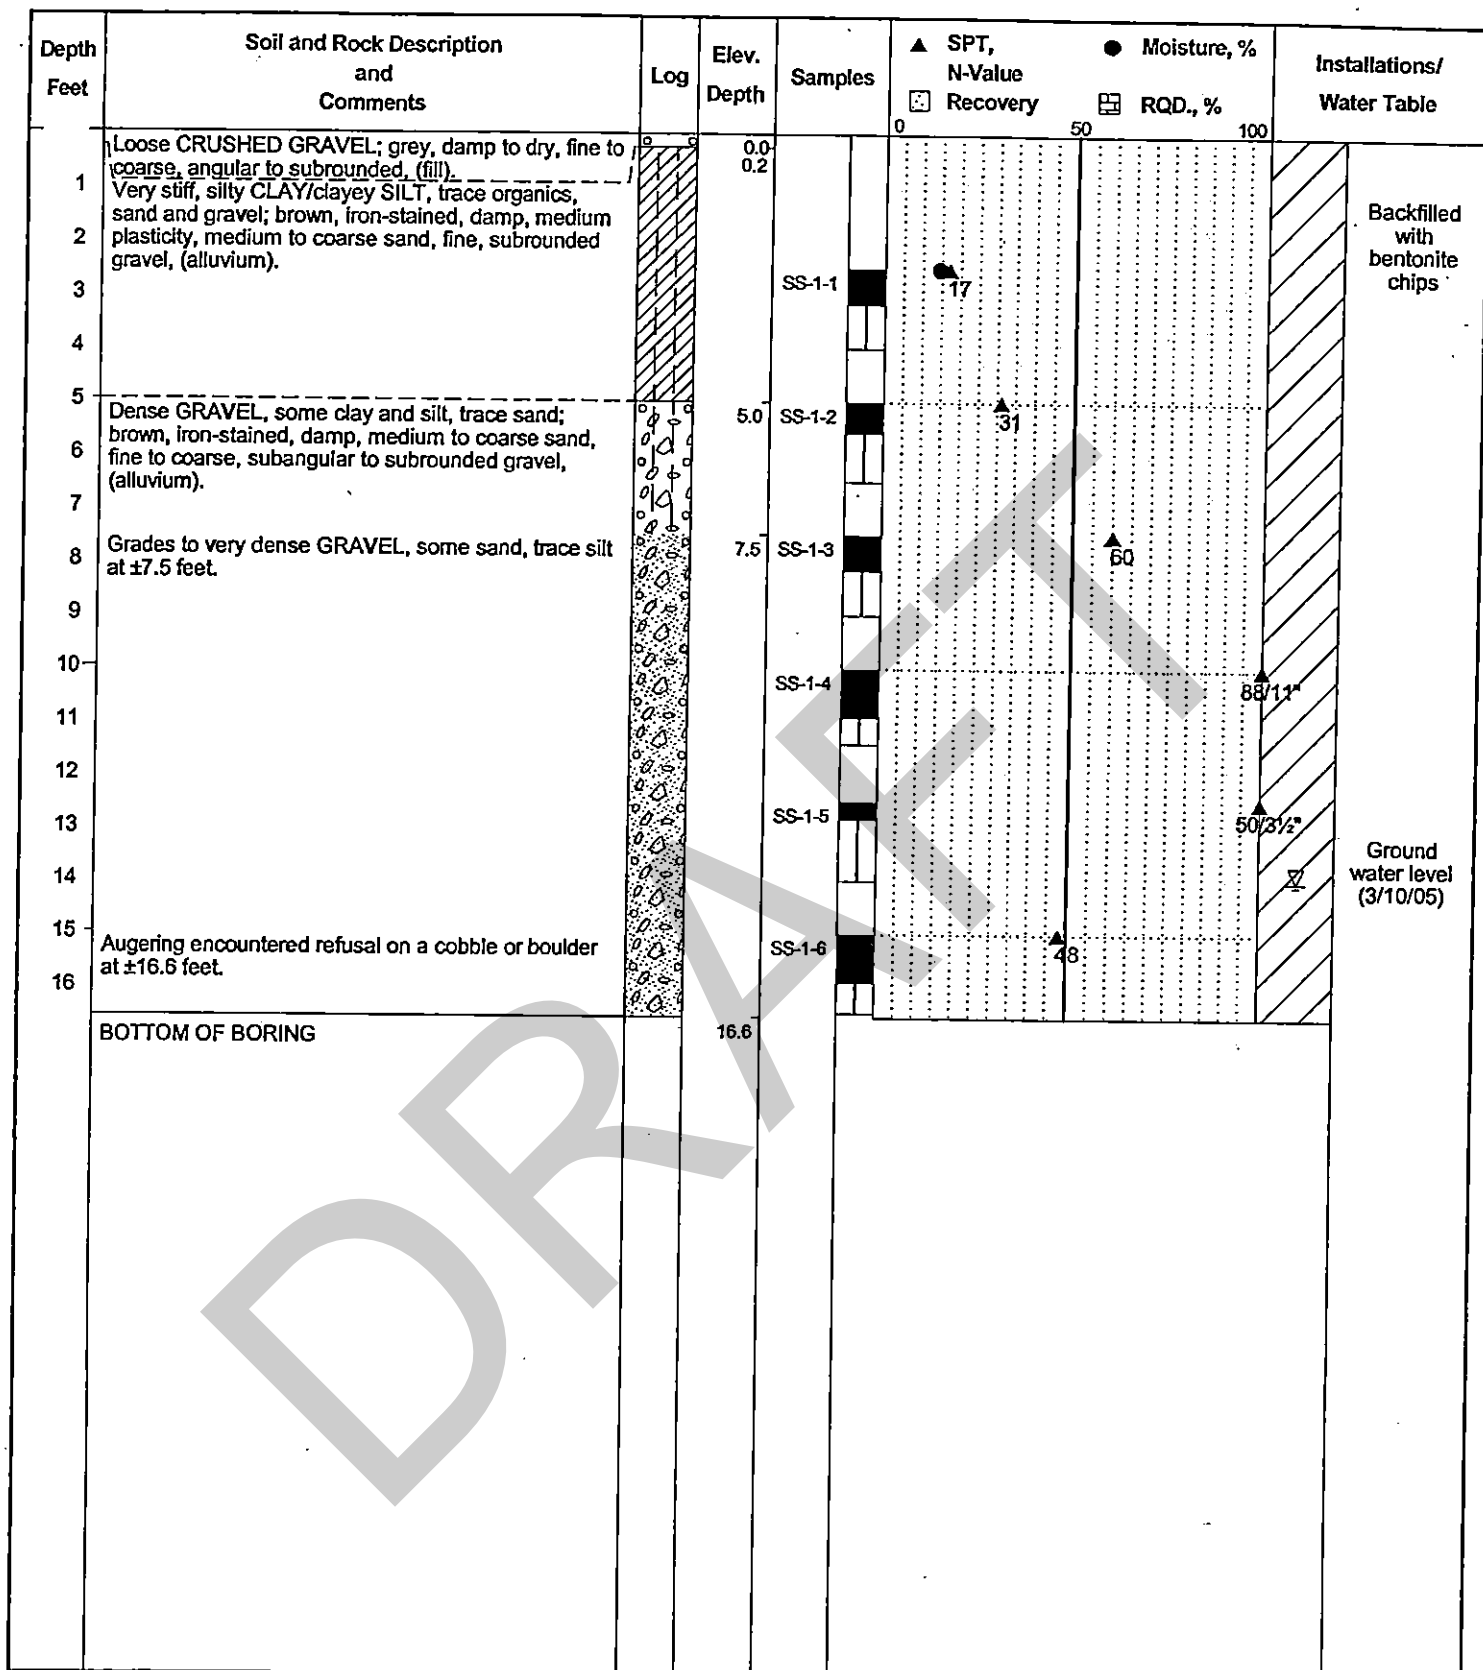 Depth
Feet
Soil and Rock Description
and
Comments
Log
Elev.
Depth
Samples
▲ SPT,
N-Value
● Moisture, %
Recovery
RQD., %
0 50 100
Installations/
Water Table
Loose CRUSHED GRAVEL; grey, damp to dry, fine to
coarse, angular to subrounded, (fill).
0.0
0.2
1
Very stiff, silty CLAY/clayey SILT, trace organics,
sand and gravel; brown, iron-stained, damp, medium
2
plasticity, medium to coarse sand, fine, subrounded
gravel, (alluvium).
Backfilled
with
bentonite
chips
3
SS-1-1
17
4
5
Dense GRAVEL, some clay and silt, trace sand;
brown, iron-stained, damp, medium to coarse sand,
6
fine to coarse, subangular to subrounded gravel,
(alluvium).
5.0
SS-1-2
31
7
8
Grades to very dense GRAVEL, some sand, trace silt
at ±7.5 feet.
7.5
SS-1-3
60
9
10
SS-1-4
88/11"
11
12
13
SS-1-5
50/3½"
14
Ground
water level
(3/10/05)
15
Augering encountered refusal on a cobble or boulder
at ±16.6 feet.
16
SS-1-6
48
BOTTOM OF BORING
16.6
DRAFT